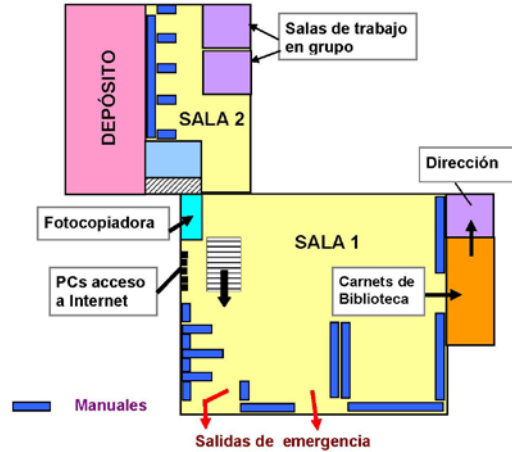 Salas de trabajo
en grupo
DEPÓSITO
SALA 2
Dirección
Fotocopiadora
SALA 1
PCs acceso
a Internet
Carnets de
Biblioteca
Manuales
Salidas de emergencia